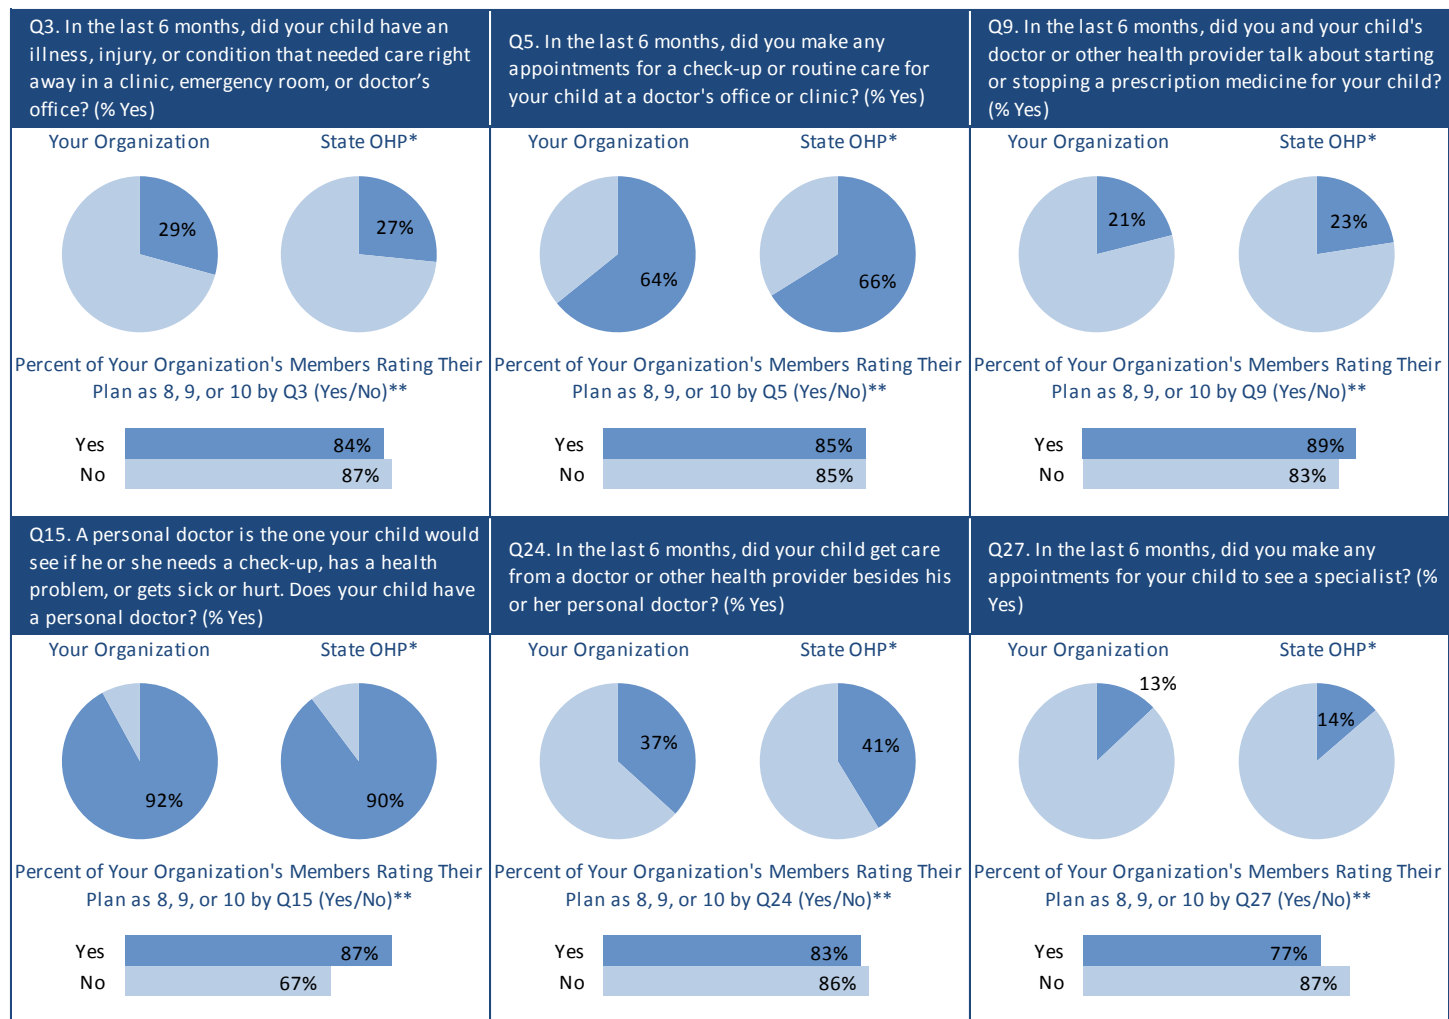 Q3. In the last 6 months, did your child have an
illness, injury, or condition that needed care right
away in a clinic, emergency room, or doctor's
office? (% Yes)
Q5. In the last 6 months, did you make any
appointments for a check-up or routine care for
your child at a doctor's office or clinic? (% Yes)
Q9. In the last 6 months, did you and your child's
doctor or other health provider talk about starting
or stopping a prescription medicine for your child?
(% Yes)
Your Organization
State OHP*
29%
27%
Percent of Your Organization's Members Rating Their
Plan as 8, 9, or 10 by Q3 (Yes/No)**
Yes
84%
No
87%
Your Organization
State OHP*
64%
66%
Percent of Your Organization's Members Rating Their
Plan as 8, 9, or 10 by Q5 (Yes/No)**
Yes
85%
No
85%
Your Organization
State OHP*
21%
23%
Percent of Your Organization's Members Rating Their
Plan as 8, 9, or 10 by Q9 (Yes/No)**
Yes
89%
No
83%
Q15. A personal doctor is the one your child would
see if he or she needs a check-up, has a health
problem, or gets sick or hurt. Does your child have
a personal doctor? (% Yes)
Q24. In the last 6 months, did your child get care
from a doctor or other health provider besides his
or her personal doctor? (% Yes)
Q27. In the last 6 months, did you make any
appointments for your child to see a specialist? (%
Yes)
Your Organization
State OHP*
92%
90%
Percent of Your Organization's Members Rating Their
Plan as 8, 9, or 10 by Q15 (Yes/No)**
Yes
87%
No
67%
Your Organization
State OHP*
37%
41%
Percent of Your Organization's Members Rating Their
Plan as 8, 9, or 10 by Q24 (Yes/No)**
Yes
83%
No
86%
Your Organization
State OHP*
13%
14%
Percent of Your Organization's Members Rating Their
Plan as 8, 9, or 10 by Q27 (Yes/No)**
Yes
77%
No
87%